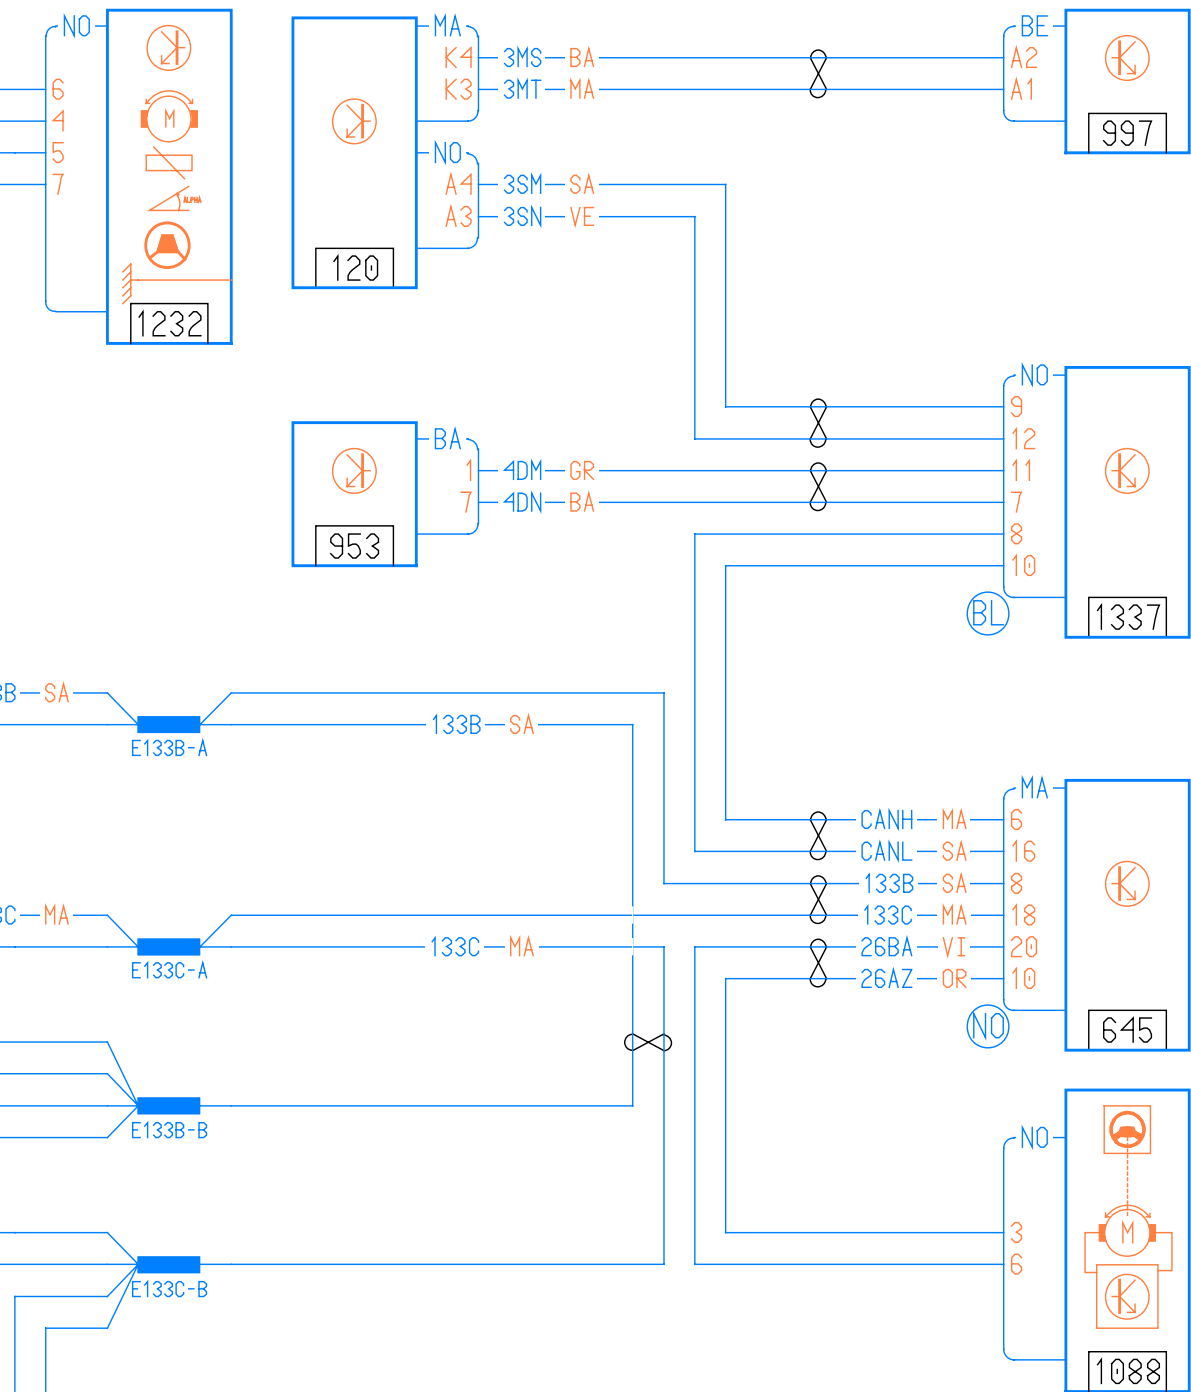 NO
6
4
5
7
M
ALPHA
1232
MA
K4 3MS BA
K3 3MT MA
NO
A4 3SM SA
A3 3SN VE
120
BE
A2
A1
997
BA
1 4DM GR
7 4DN BA
953
NO
9
12
11
7
8
10
BL
1337
B SA
133B SA
E133B-A
C MA
133C MA
E133C-A
E133B-B
E133C-B
MA
CANH MA 6
CANL SA 16
133B SA 8
133C MA 18
26BA VI 20
26AZ OR 10
NO
645
NO
3
6
M
1088